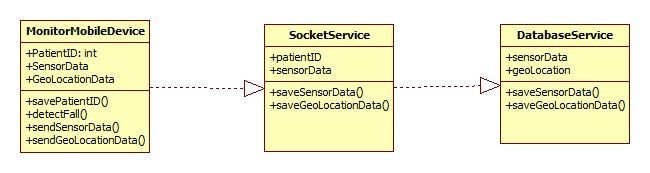 MonitorMobileDevice
+PatientID: int
+SensorData
+GeoLocationData
+savePatientID()
+detectFall()
+sendSensorData()
+sendGeoLocationData()
SocketService
+patientID
+sensorData
+saveSensorData()
+saveGeoLocationData()
DatabaseService
+sensorData
+geoLocation
+saveSensorData()
+saveGeoLocationData()